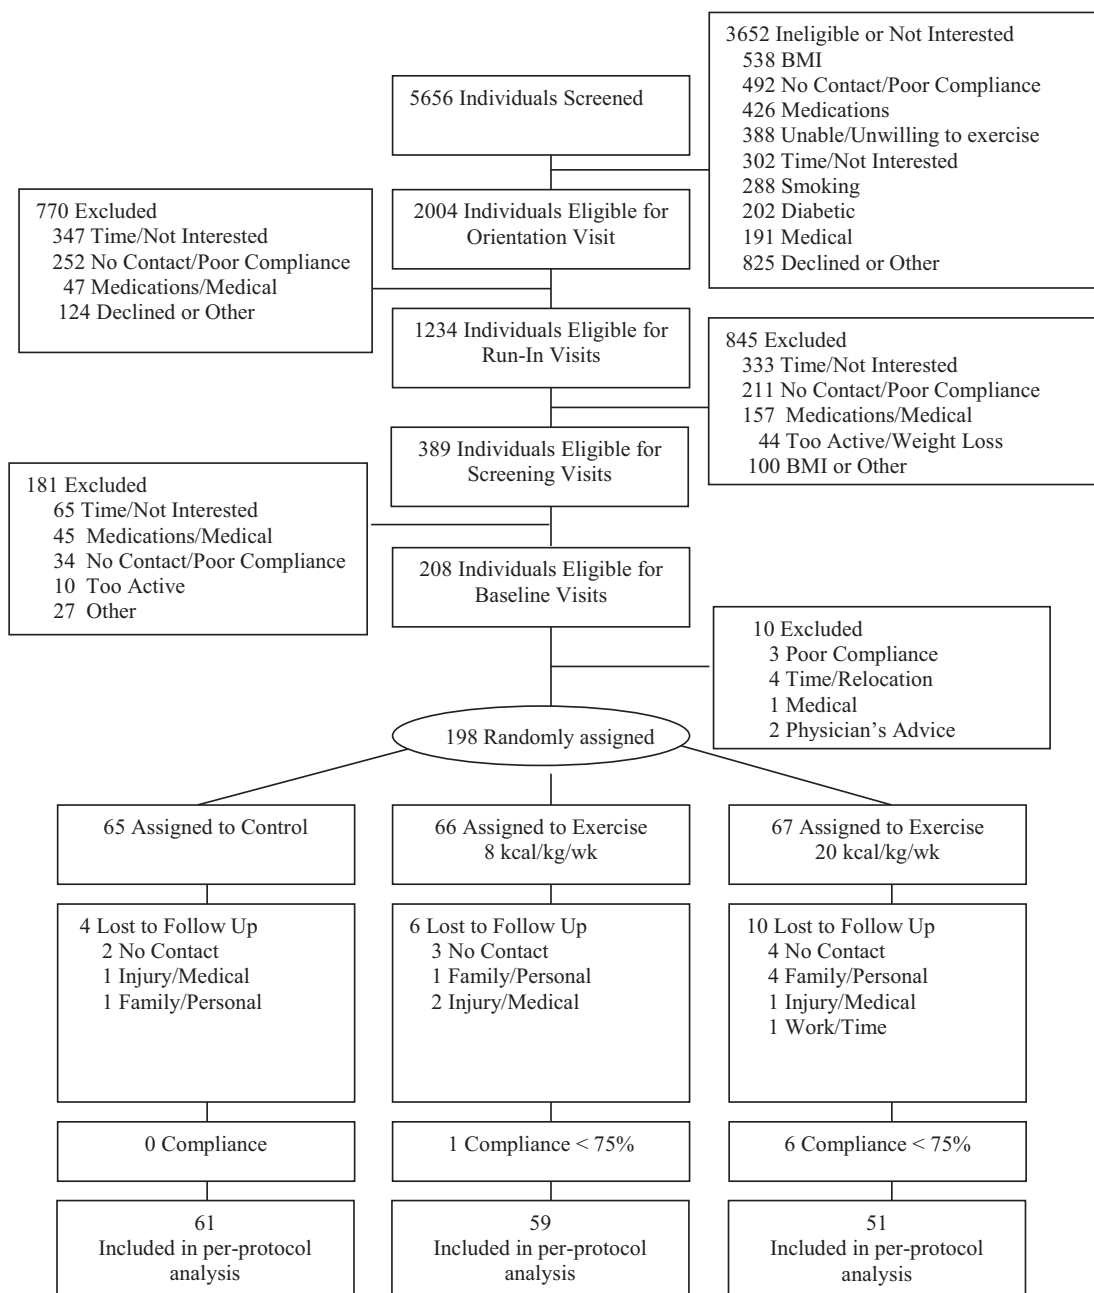 3652 Ineligible or Not Interested
538 BMI
492 No Contact/Poor Compliance
426 Medications
388 Unable/Unwilling to exercise
302 Time/Not Interested
288 Smoking
202 Diabetic
191 Medical
825 Declined or Other
5656 Individuals Screened
2004 Individuals Eligible for
Orientation Visit
770 Excluded
347 Time/Not Interested
252 No Contact/Poor Compliance
47 Medications/Medical
124 Declined or Other
1234 Individuals Eligible for
Run-In Visits
845 Excluded
333 Time/Not Interested
211 No Contact/Poor Compliance
157 Medications/Medical
44 Too Active/Weight Loss
100 BMI or Other
389 Individuals Eligible for
Screening Visits
181 Excluded
65 Time/Not Interested
45 Medications/Medical
34 No Contact/Poor Compliance
10 Too Active
27 Other
208 Individuals Eligible for
Baseline Visits
10 Excluded
3 Poor Compliance
4 Time/Relocation
1 Medical
2 Physician's Advice
198 Randomly assigned
65 Assigned to Control
66 Assigned to Exercise
8 kcal/kg/wk
67 Assigned to Exercise
20 kcal/kg/wk
4 Lost to Follow Up
2 No Contact
1 Injury/Medical
1 Family/Personal
6 Lost to Follow Up
3 No Contact
1 Family/Personal
2 Injury/Medical
10 Lost to Follow Up
4 No Contact
4 Family/Personal
1 Injury/Medical
1 Work/Time
0 Compliance
1 Compliance < 75%
6 Compliance < 75%
61
Included in per-protocol
analysis
59
Included in per-protocol
analysis
51
Included in per-protocol
analysis